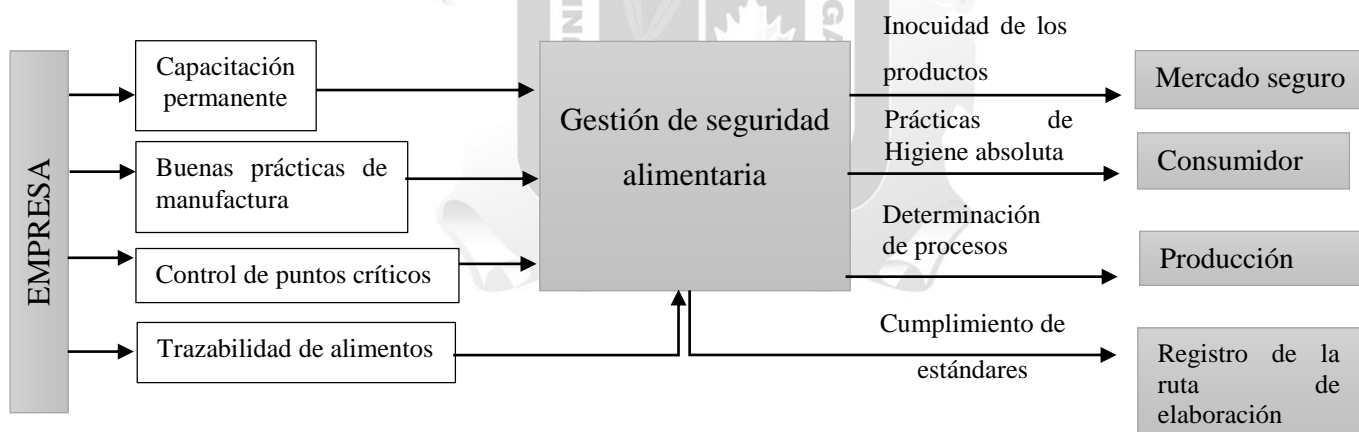 EMPRESA
Capacitación
permanente
Buenas prácticas de
manufactura
Control de puntos críticos
Trazabilidad de alimentos
Gestión de seguridad
alimentaria
Inocuidad de los
productos
Prácticas de
Higiene absoluta
Determinación
de procesos
Cumplimiento de
estándares
Mercado seguro
Consumidor
Producción
Registro de la
ruta de
elaboración